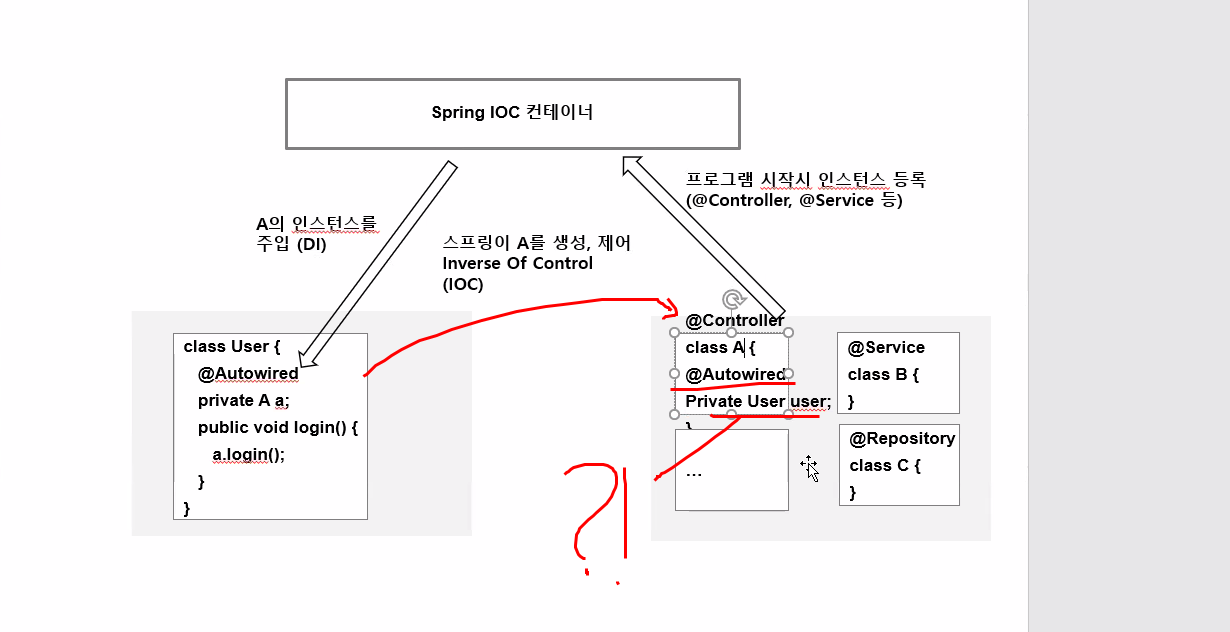 Spring IOC 컨테이너
프로그램 시작시 인스턴스 등록
(@Controller, @Service 등)
A의 인스턴스를
주입 (DI)
스프링이 A를 생성, 제어
Inverse Of Control
(IOC)
class User {
@Autowired
private A a;
public void login() {
a.login();
}
}
@Controller
class A {
@Autowired
Private User user;
}
...
@Service
class B {
}
@Repository
class C {
}
?!